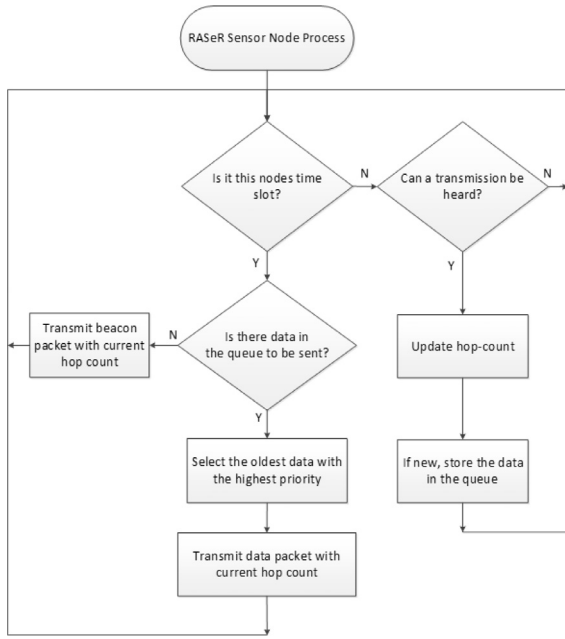 RASeR Sensor Node Process
Is it this nodes time
slot?
N
Can a transmission be
heard?
N
Y
Y
Transmit beacon
packet with current
hop count
N
Is there data in
the queue to be sent?
Update hop-count
Y
Select the oldest data with
the highest priority
If new, store the data
in the queue
Transmit data packet with
current hop count